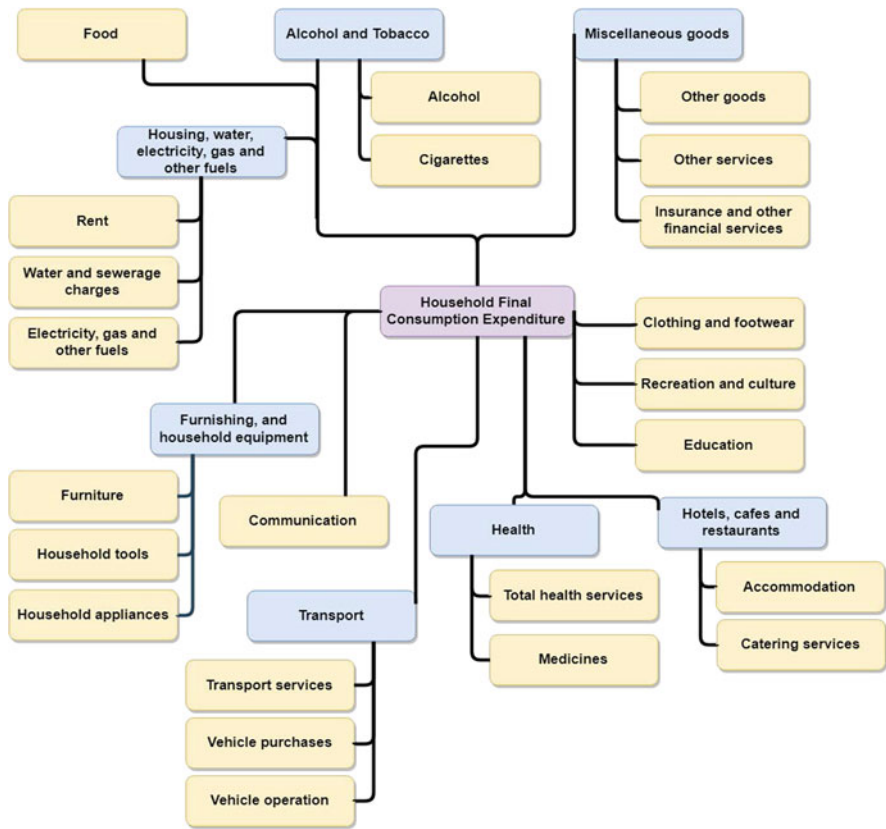 Food
Alcohol and Tobacco
Miscellaneous goods
Alcohol
Other goods
Housing, water,
electricity, gas and
other fuels
Cigarettes
Other services
Rent
Insurance and other
financial services
Water and sewerage
charges
Household Final
Consumption Expenditure
Clothing and footwear
Electricity, gas and
other fuels
Recreation and culture
Furnishing, and
household equipment
Education
Furniture
Communication
Health
Hotels, cafes and
restaurants
Household tools
Total health services
Accommodation
Household appliances
Transport
Medicines
Catering services
Transport services
Vehicle purchases
Vehicle operation